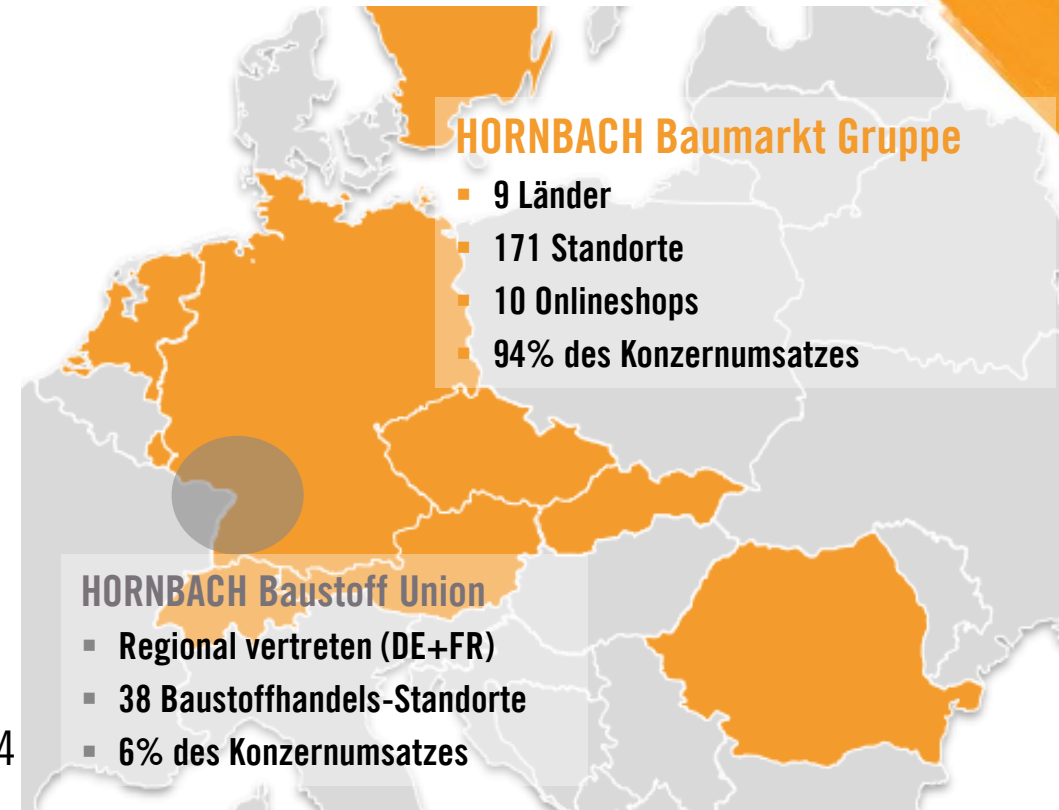 HORNBACH Baumarkt Gruppe
▪ 9 Länder
▪ 171 Standorte
▪ 10 Onlineshops
▪ 94% des Konzernumsatzes
HORNBACH Baustoff Union
▪ Regional vertreten (DE+FR)
▪ 38 Baustoffhandels-Standorte
▪ 6% des Konzernumsatzes
4